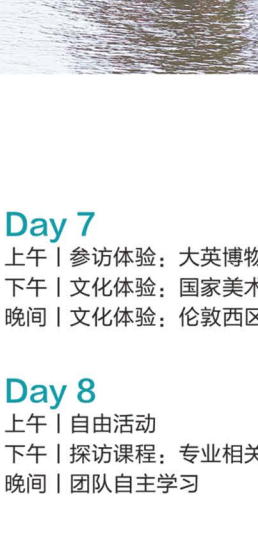 Day 7
上午丨参访体验：大英博物
下午丨文化体验：国家美术
晚间丨文化体验：伦敦西区
Day 8
上午丨自由活动
下午丨探访课程：专业相关
晚间丨团队自主学习